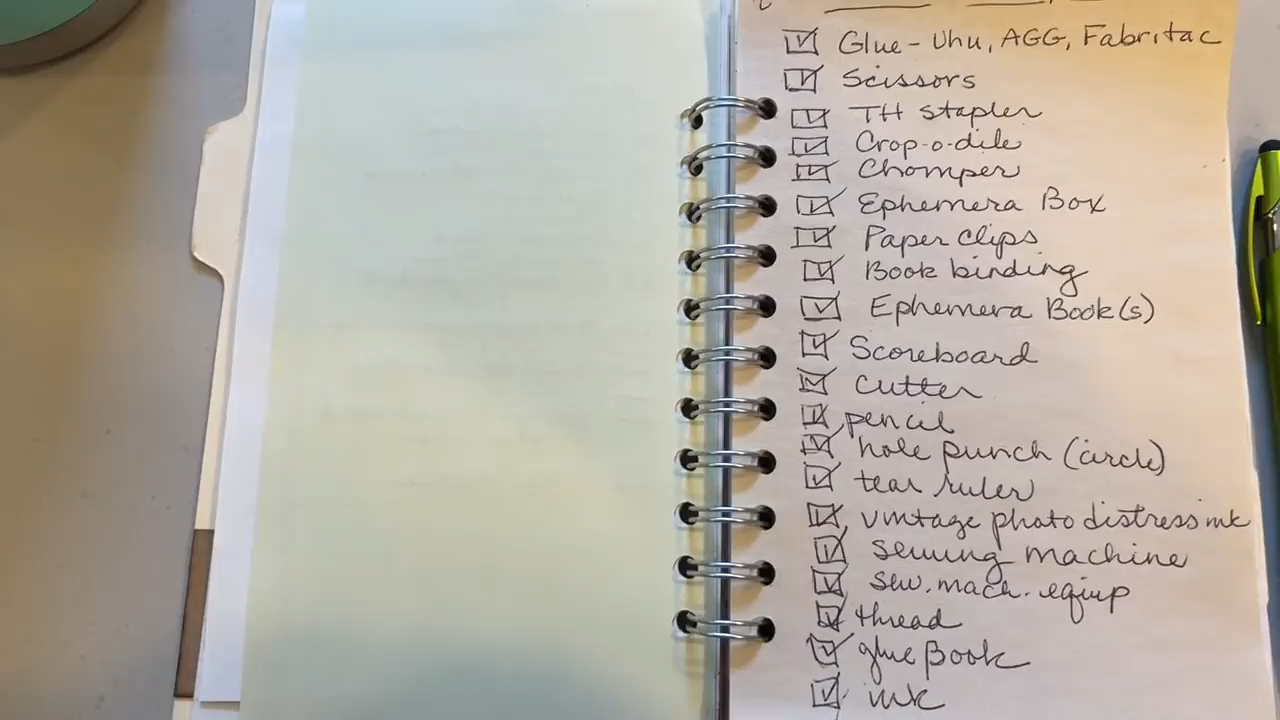 ☑ Glue - Uhu, AGG, Fabritac
☑ Scissors
☑ TH stapler
☑ Crop-o-dile
☑ Chomper
☑ Ephemera Box
☑ Paper clips
☑ Book binding
☑ Ephemera Book(s)
☑ Scoreboard
☑ Cutter
☑ pencil
☑ hole punch (circle)
☑ tear ruler
☑ vintage photo distress ink
☑ sewing machine
☑ sew. mach. equip
☑ thread
☑ glue Book
☑ ink